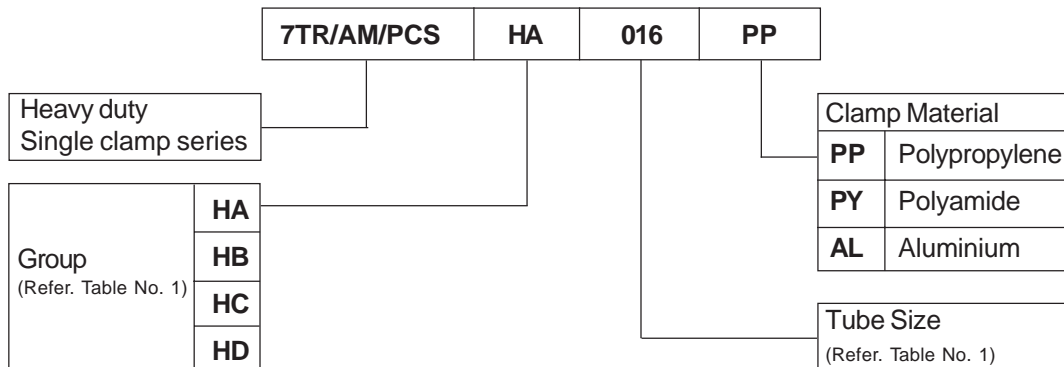 7TR/AM/PCS HA 016 PP
Heavy duty
Single clamp series
Group
(Refer. Table No. 1)
HA
HB
HC
HD
Clamp Material
PP Polypropylene
PY Polyamide
AL Aluminium
Tube Size
(Refer. Table No. 1)